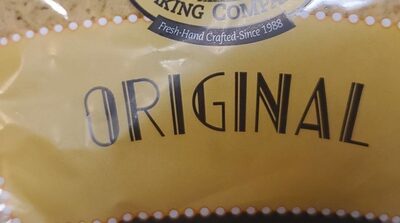 Fresh-Hand Crafted-Since 1988
ORIGINAL